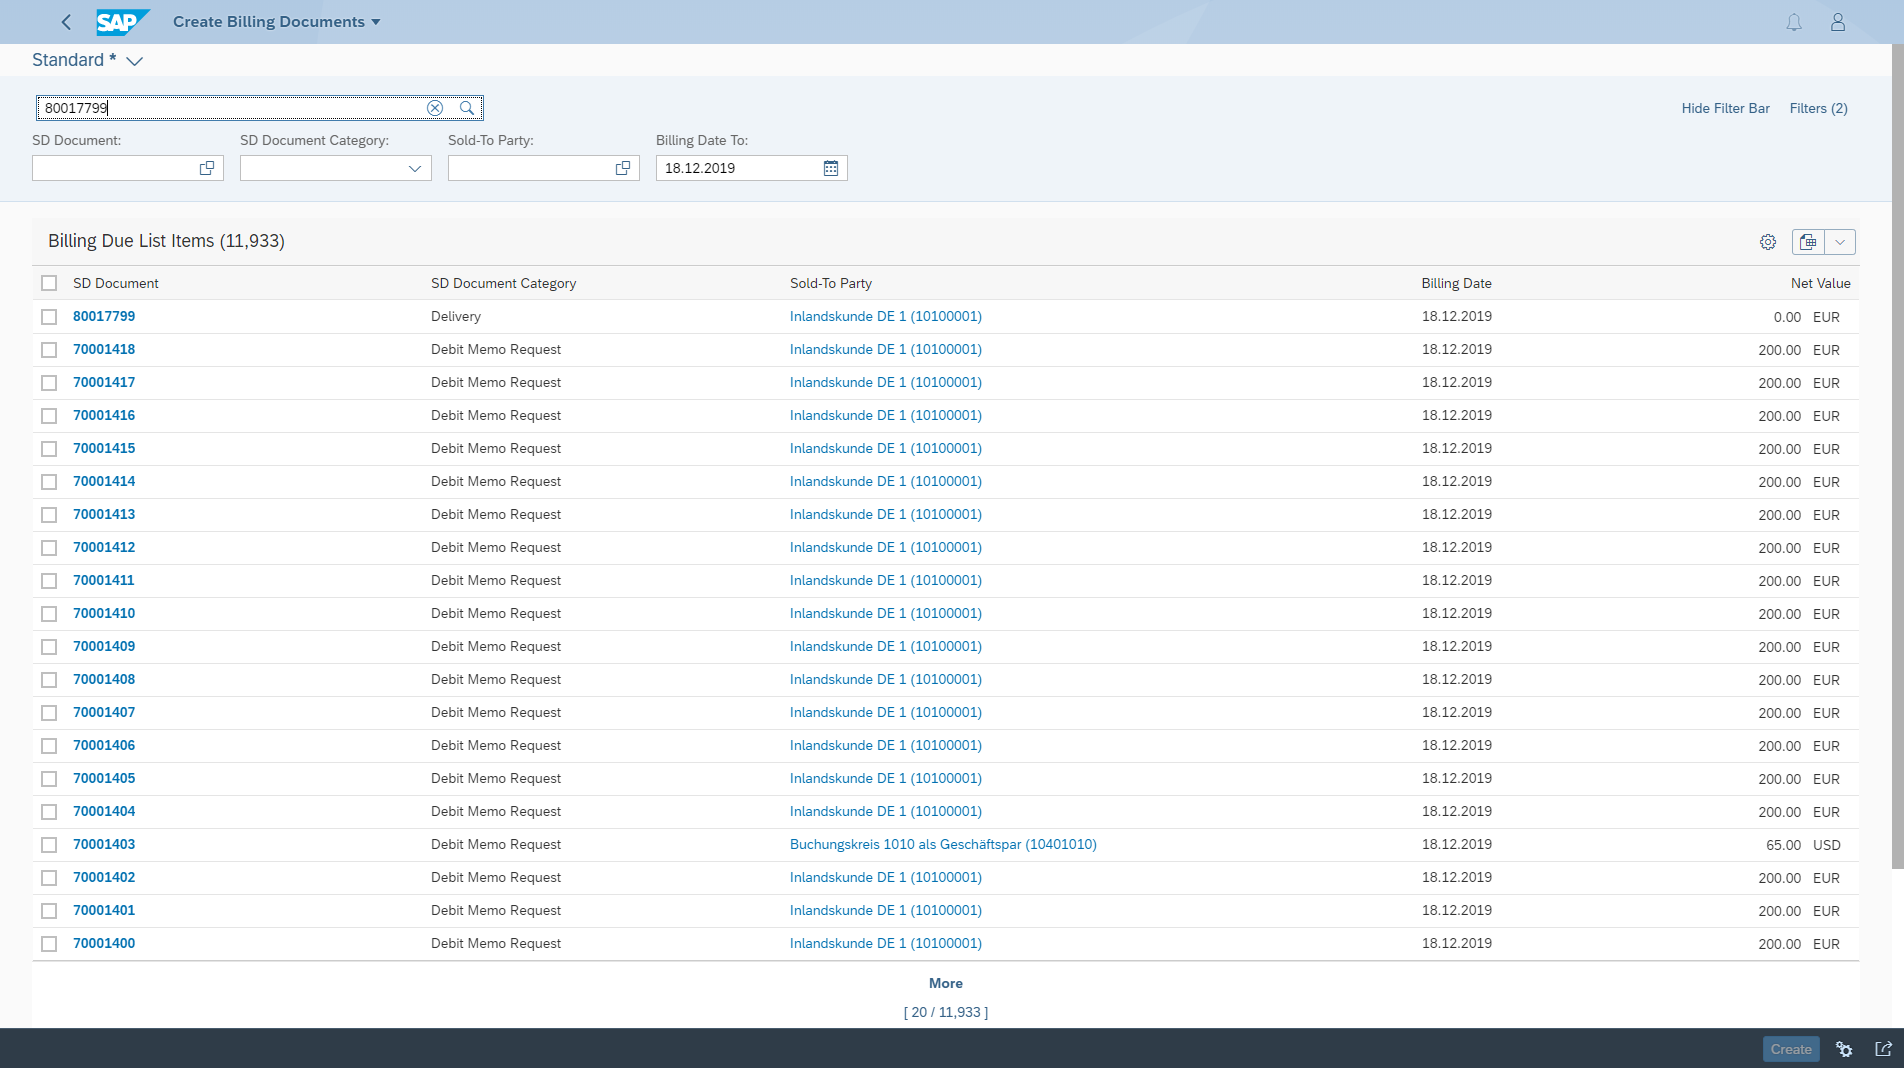 SAP Create Billing Documents
Standard *
80017799
Hide Filter Bar Filters (2)
SD Document: SD Document Category: Sold-To Party: Billing Date To:
18.12.2019
Billing Due List Items (11,933)
SD Document SD Document Category Sold-To Party Billing Date Net Value
80017799 Delivery Inlandskunde DE 1 (10100001) 18.12.2019 0.00 EUR
70001418 Debit Memo Request Inlandskunde DE 1 (10100001) 18.12.2019 200.00 EUR
70001417 Debit Memo Request Inlandskunde DE 1 (10100001) 18.12.2019 200.00 EUR
70001416 Debit Memo Request Inlandskunde DE 1 (10100001) 18.12.2019 200.00 EUR
70001415 Debit Memo Request Inlandskunde DE 1 (10100001) 18.12.2019 200.00 EUR
70001414 Debit Memo Request Inlandskunde DE 1 (10100001) 18.12.2019 200.00 EUR
70001413 Debit Memo Request Inlandskunde DE 1 (10100001) 18.12.2019 200.00 EUR
70001412 Debit Memo Request Inlandskunde DE 1 (10100001) 18.12.2019 200.00 EUR
70001411 Debit Memo Request Inlandskunde DE 1 (10100001) 18.12.2019 200.00 EUR
70001410 Debit Memo Request Inlandskunde DE 1 (10100001) 18.12.2019 200.00 EUR
70001409 Debit Memo Request Inlandskunde DE 1 (10100001) 18.12.2019 200.00 EUR
70001408 Debit Memo Request Inlandskunde DE 1 (10100001) 18.12.2019 200.00 EUR
70001407 Debit Memo Request Inlandskunde DE 1 (10100001) 18.12.2019 200.00 EUR
70001406 Debit Memo Request Inlandskunde DE 1 (10100001) 18.12.2019 200.00 EUR
70001405 Debit Memo Request Inlandskunde DE 1 (10100001) 18.12.2019 200.00 EUR
70001404 Debit Memo Request Inlandskunde DE 1 (10100001) 18.12.2019 200.00 EUR
70001403 Debit Memo Request Buchungskreis 1010 als Geschäftspar (10401010) 18.12.2019 65.00 USD
70001402 Debit Memo Request Inlandskunde DE 1 (10100001) 18.12.2019 200.00 EUR
70001401 Debit Memo Request Inlandskunde DE 1 (10100001) 18.12.2019 200.00 EUR
70001400 Debit Memo Request Inlandskunde DE 1 (10100001) 18.12.2019 200.00 EUR
More
[ 20 / 11,933 ]
Create